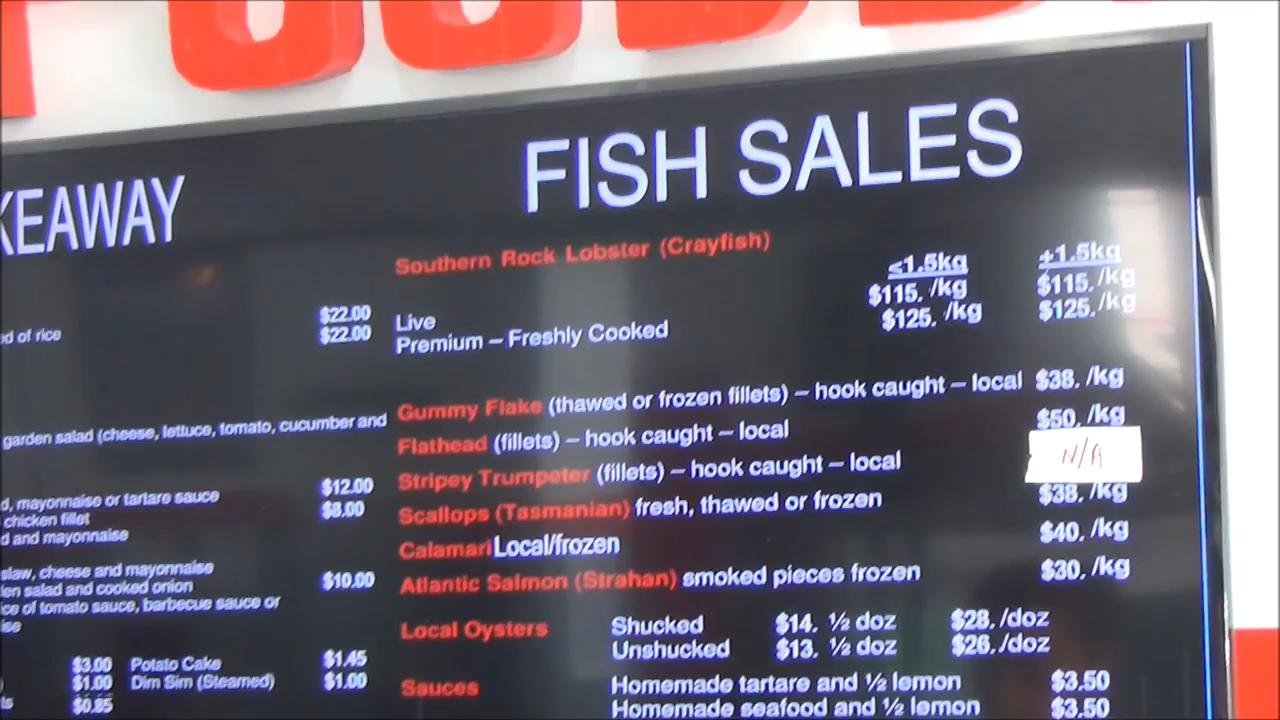 FISH SALES
KEAWAY
Southern Rock Lobster (Crayfish)
<1.5kg +1.5kg
Live $115. /kg $115. /kg
Premium – Freshly Cooked $125. /kg $125. /kg
Gummy Flake (thawed or frozen fillets) – hook caught – local $38. /kg
Flathead (fillets) – hook caught – local $50. /kg
Stripey Trumpeter (fillets) – hook caught – local N/A
Scallops (Tasmanian) fresh, thawed or frozen $38. /kg
Calamari Local/frozen $40. /kg
Atlantic Salmon (Strahan) smoked pieces frozen $30. /kg
Local Oysters Shucked $14. ½ doz $28. /doz
Unshucked $13. ½ doz $26. /doz
Sauces Homemade tartare and ½ lemon $3.50
Homemade seafood and ½ lemon $3.50
$22.00
ed of rice $22.00
garden salad (cheese, lettuce, tomato, cucumber and
d, mayonnaise or tartare sauce $12.00
chicken fillet $8.00
d and mayonnaise
slaw, cheese and mayonnaise
en salad and cooked onion $10.00
ice of tomato sauce, barbecue sauce or
ise
$3.00 Potato Cake $1.45
$1.00 Dim Sim (Steamed) $1.00
ts $0.85